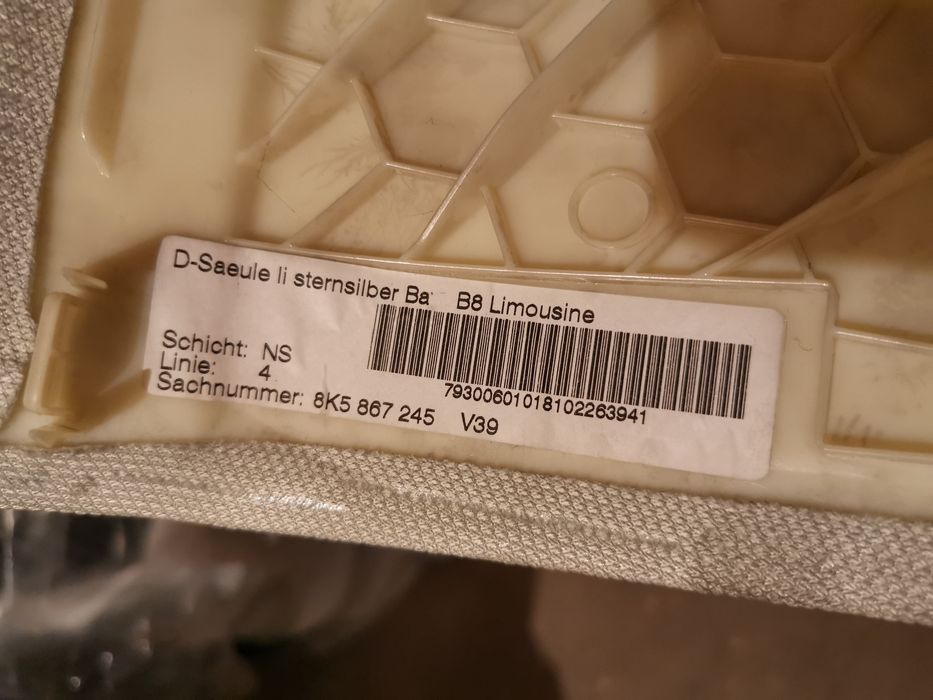 D-Saeule li sternsilber Ba B8 Limousine
Schicht: NS
Linie: 4
Sachnummer: 8K5 867 245 V39
79300601018102263941